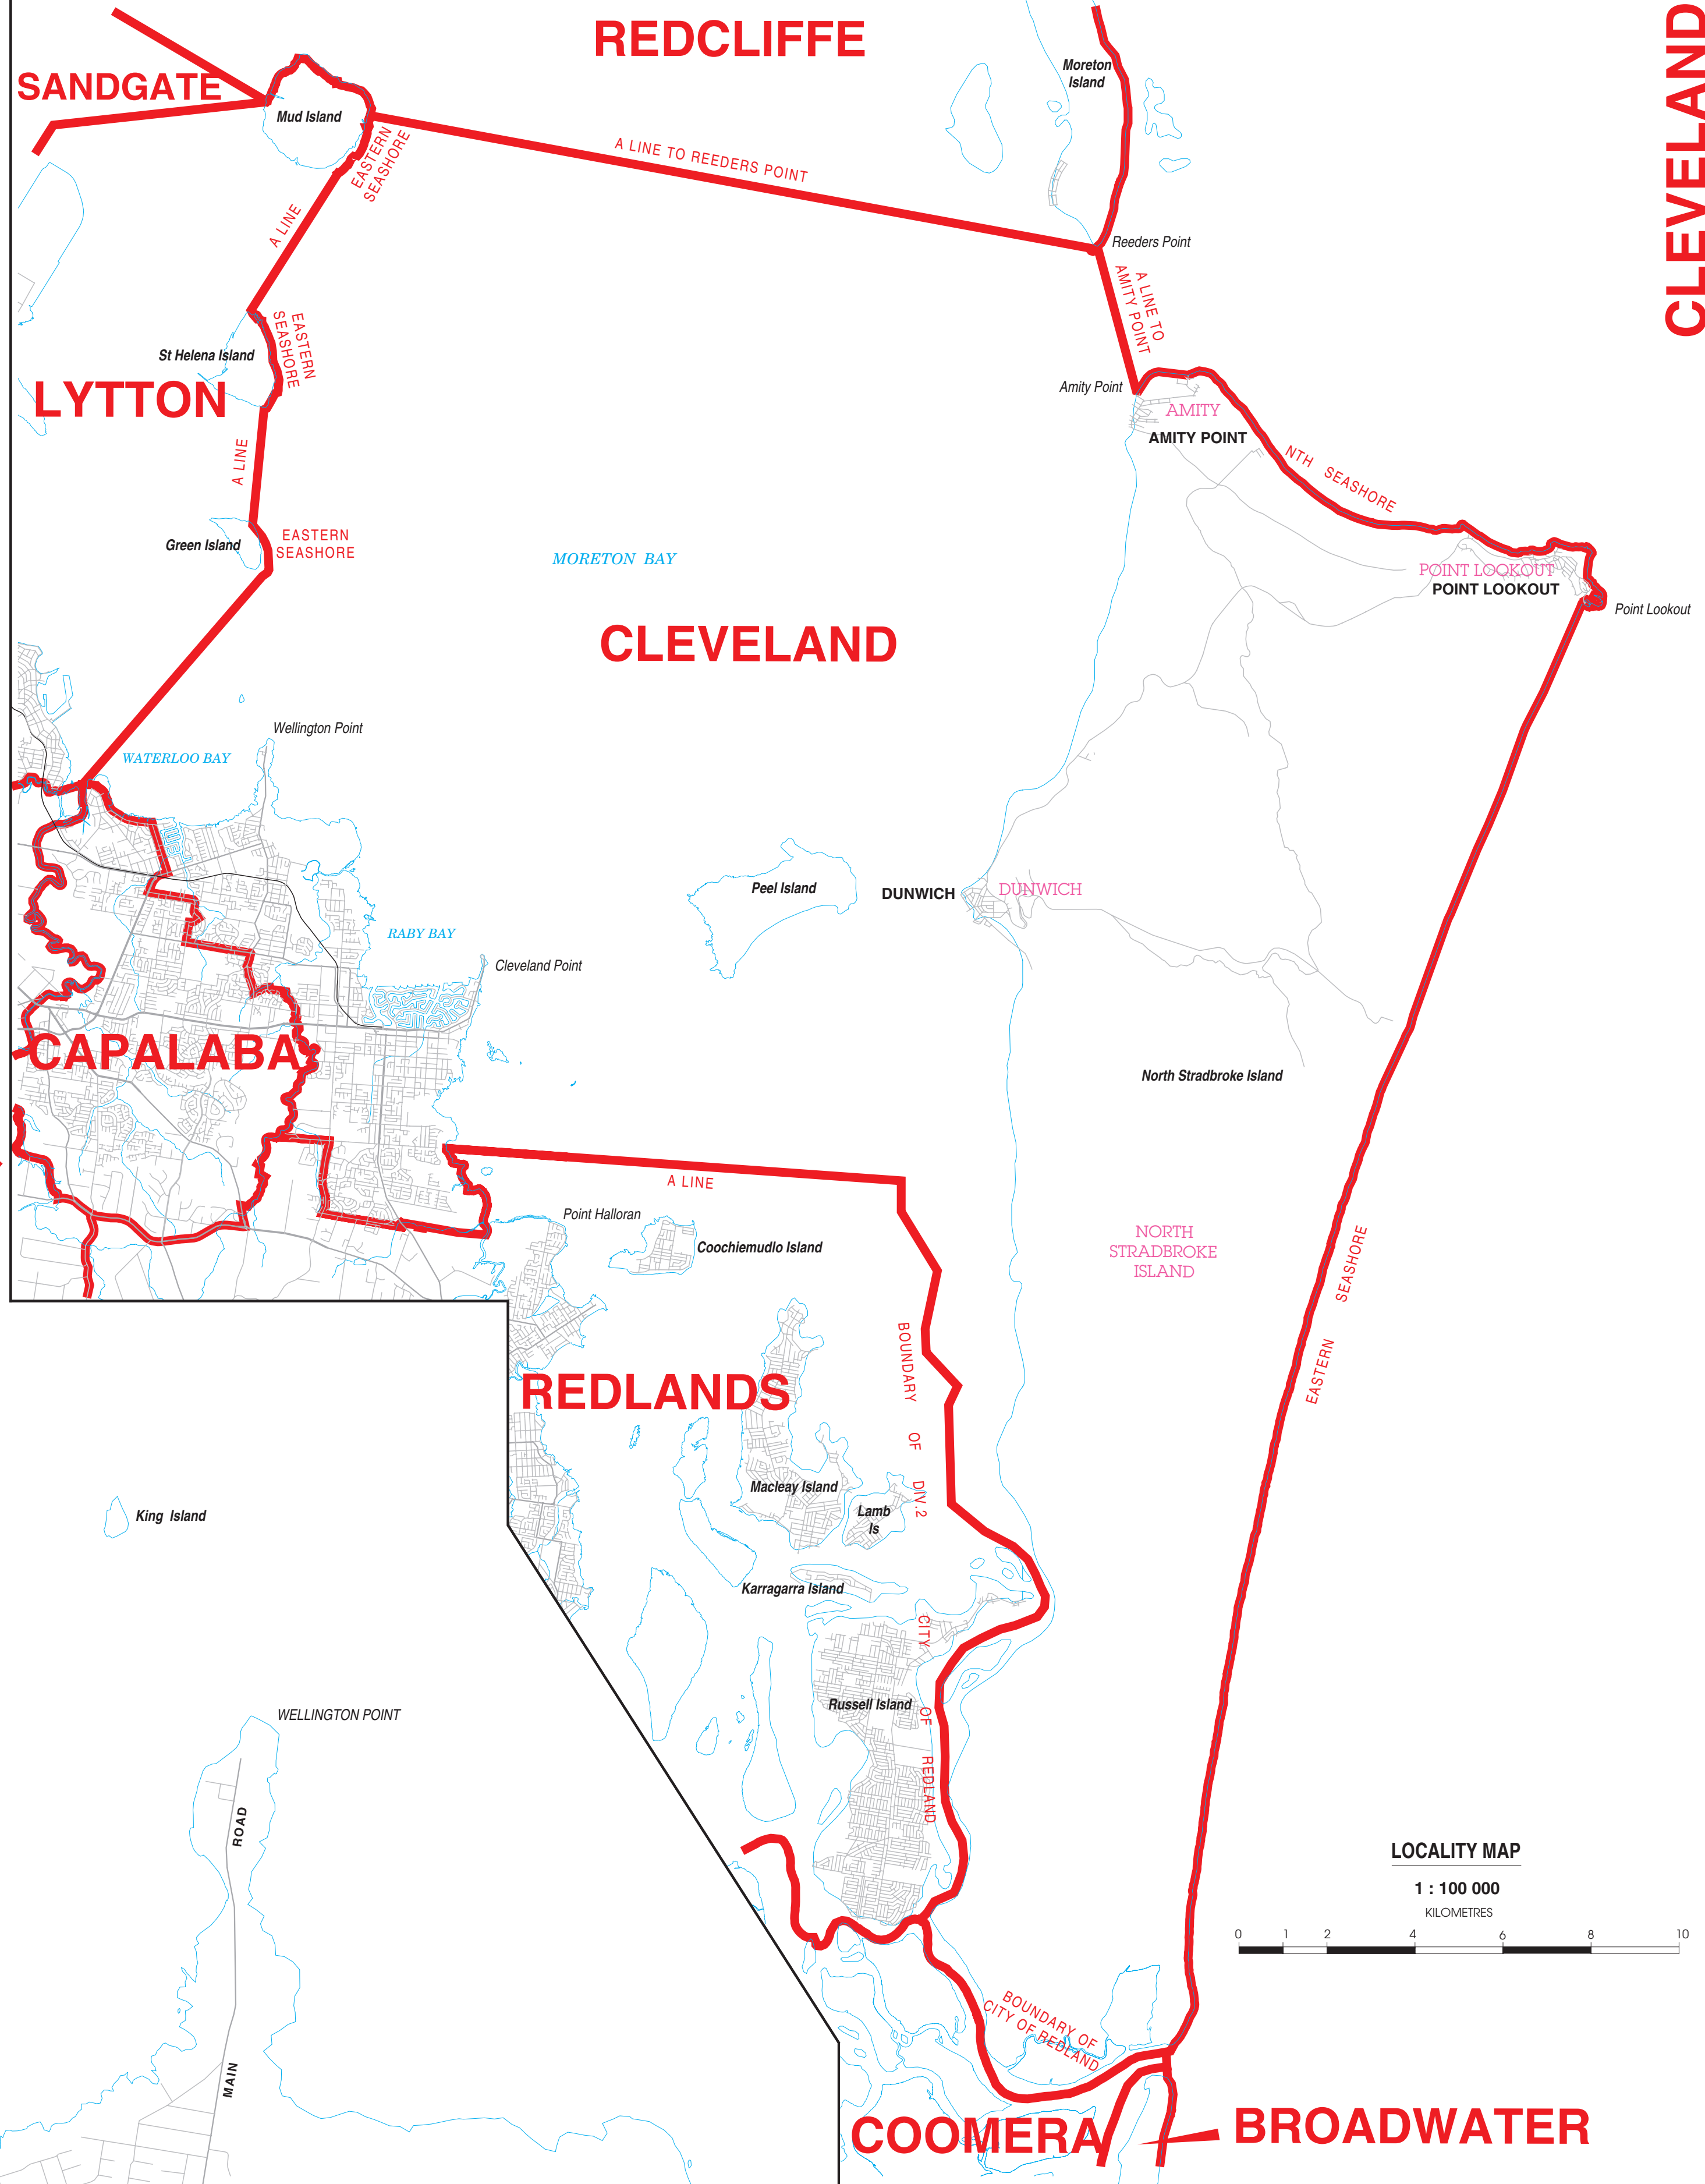 REDCLIFFE
CLEVELAND
SANDGATE
Moreton
Island
Mud Island
EASTERN
SEASHORE
A LINE TO REEDERS POINT
A LINE
Reeders Point
A LINE TO
AMITY POINT
EASTERN
SEASHORE
St Helena Island
LYTTON
Amity Point
AMITY
AMITY POINT
A LINE
NTH SEASHORE
EASTERN
SEASHORE
Green Island
MORETON BAY
POINT LOOKOUT
POINT LOOKOUT
Point Lookout
CLEVELAND
Wellington Point
WATERLOO BAY
Peel Island
DUNWICH
DUNWICH
RABY BAY
Cleveland Point
CAPALABA
North Stradbroke Island
A LINE
Point Halloran
Coochiemudlo Island
NORTH
STRADBROKE
ISLAND
EASTERN SEASHORE
BOUNDARY OF DIV.2
CITY OF REDLAND
REDLANDS
Macleay Island
Lamb
Is
King Island
Karragarra Island
Russell Island
WELLINGTON POINT
MAIN ROAD
LOCALITY MAP
1 : 100 000
KILOMETRES
0 1 2 4 6 8 10
BOUNDARY OF
CITY OF REDLAND
COOMERA
BROADWATER